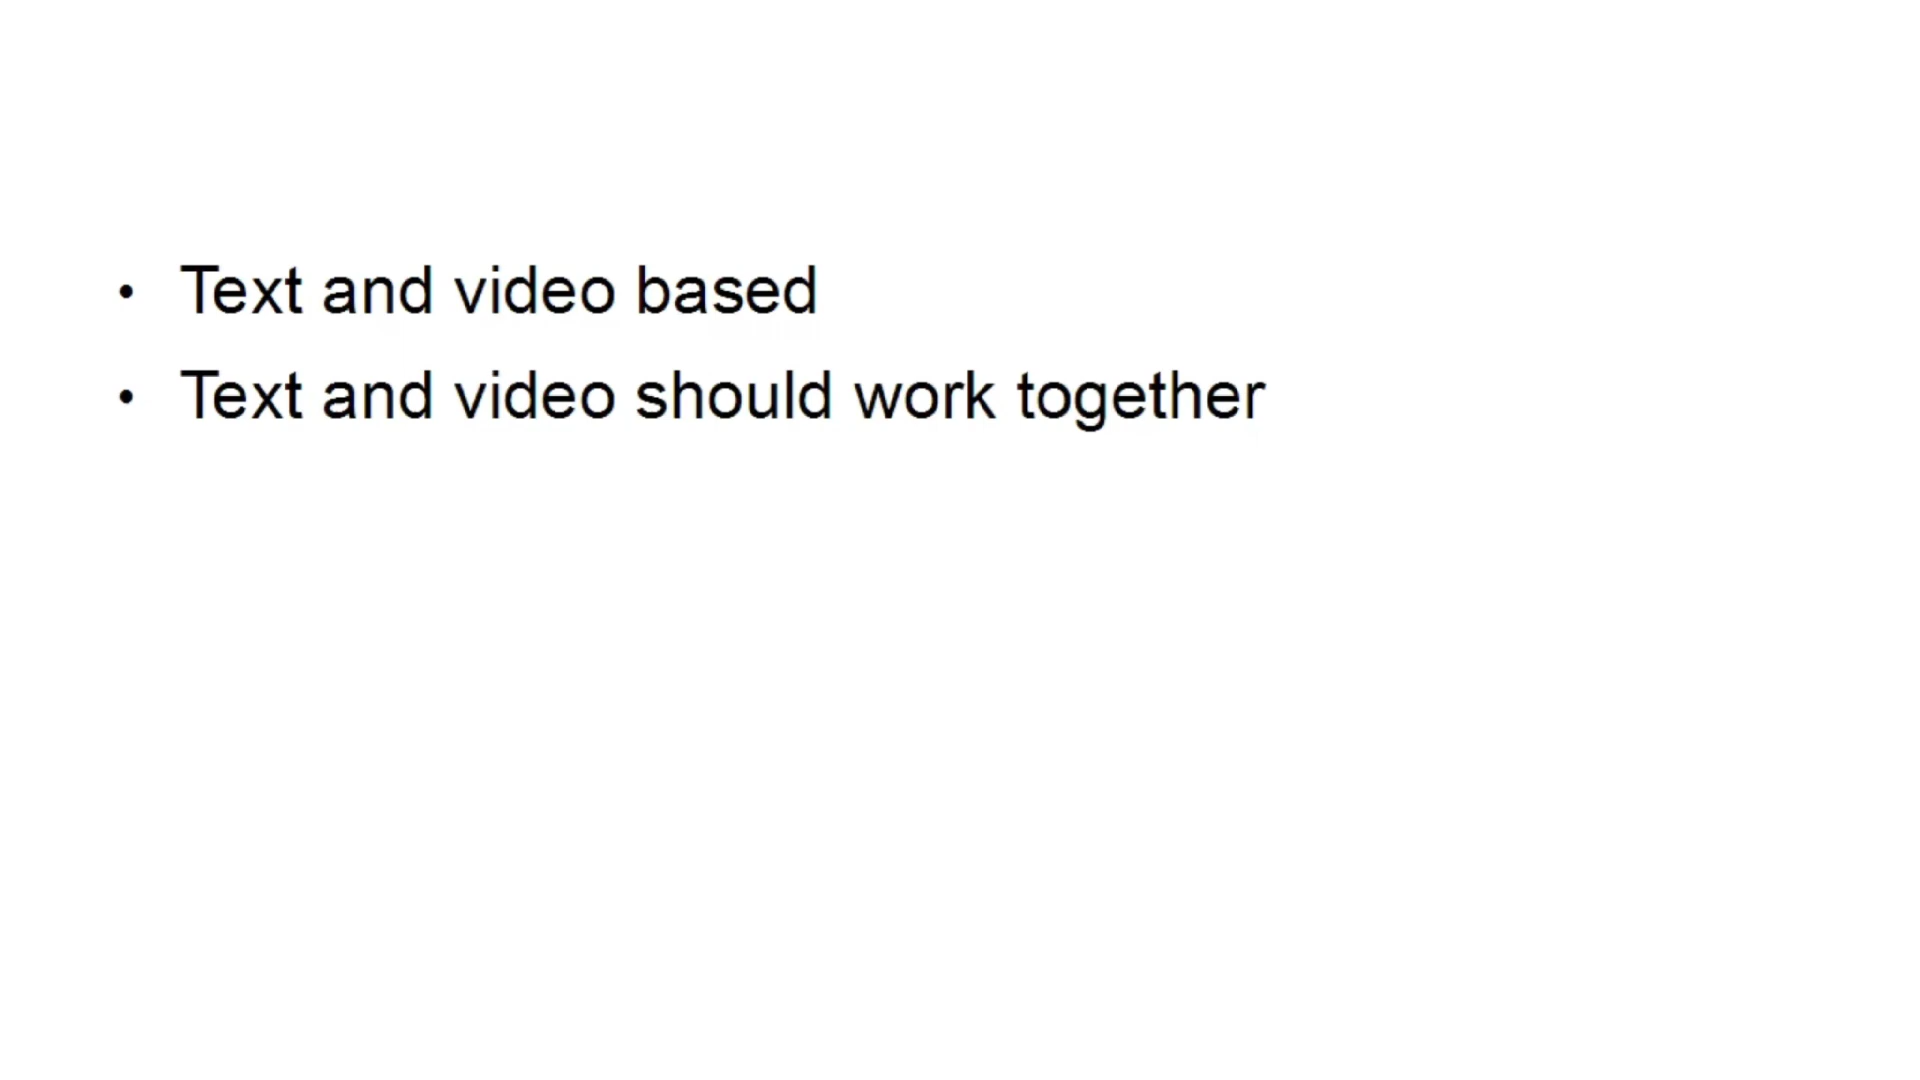 • Text and video based
• Text and video should work together